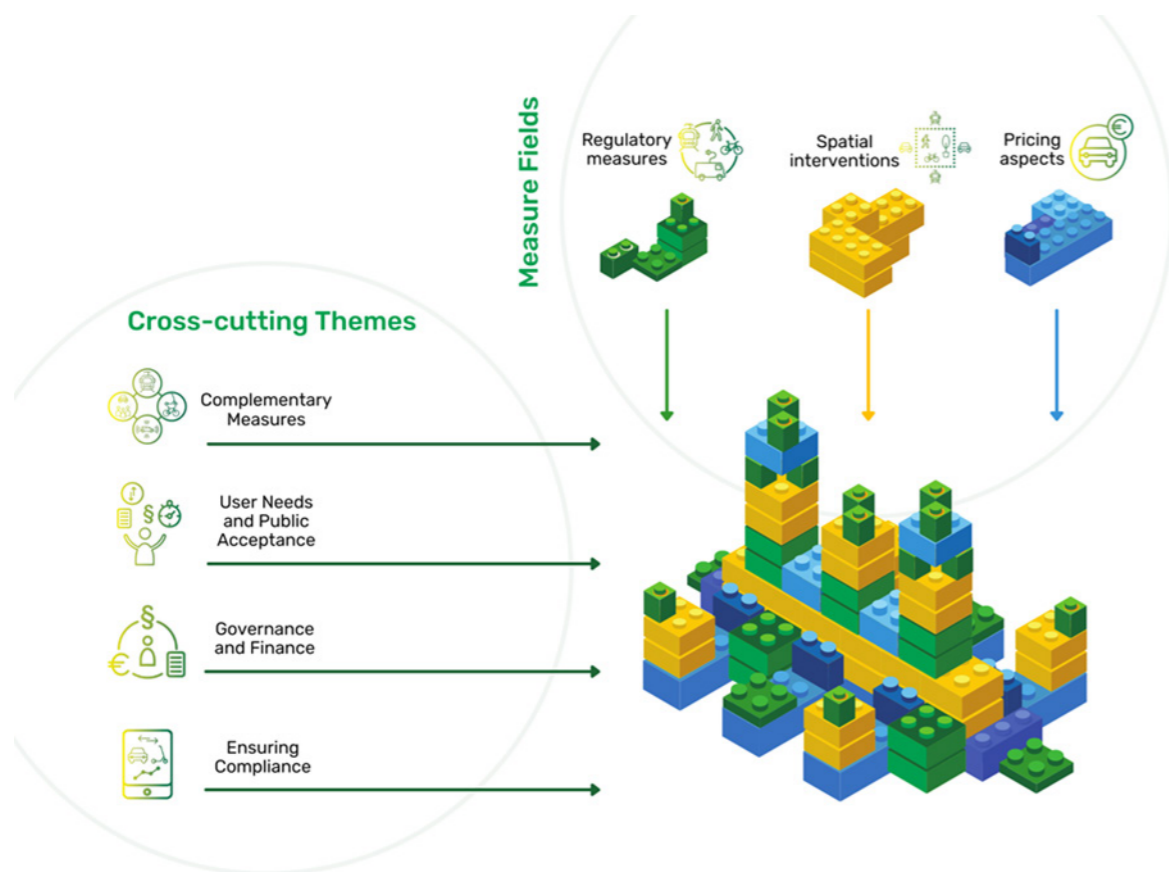 Measure Fields
Regulatory
measures
Spatial
interventions
Pricing
aspects
€
Cross-cutting Themes
Complementary
Measures
§
User Needs
and Public
Acceptance
§
€
Governance
and Finance
Ensuring
Compliance